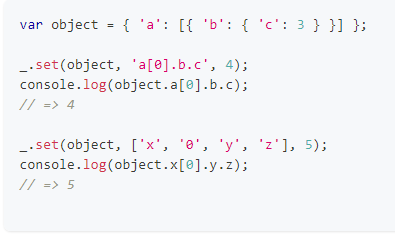 var object = { 'a': [{ 'b': { 'c': 3 } }] };
_.set(object, 'a[0].b.c', 4);
console.log(object.a[0].b.c);
// => 4
_.set(object, ['x', '0', 'y', 'z'], 5);
console.log(object.x[0].y.z);
// => 5